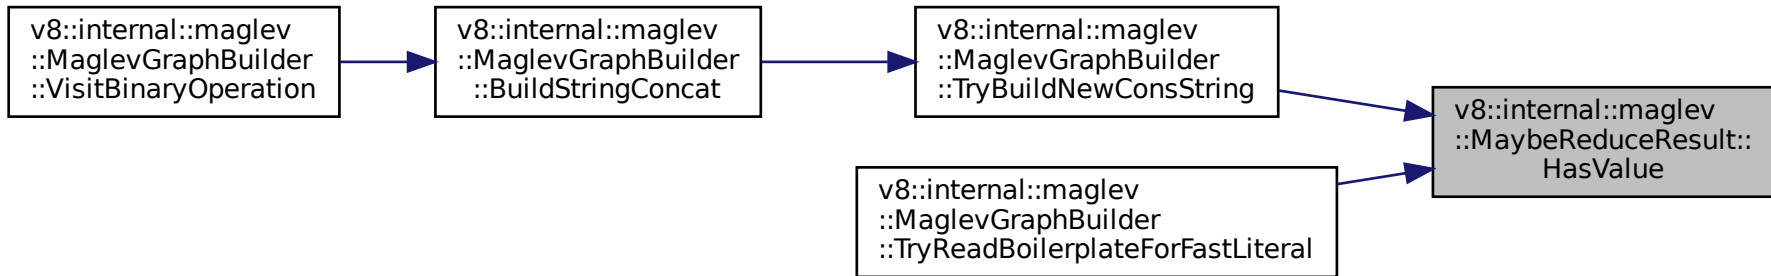 v8::internal::maglev
::MaglevGraphBuilder
::VisitBinaryOperation
v8::internal::maglev
::MaglevGraphBuilder
::BuildStringConcat
v8::internal::maglev
::MaglevGraphBuilder
::TryBuildNewConsString
v8::internal::maglev
::MaybeReduceResult::
HasValue
v8::internal::maglev
::MaglevGraphBuilder
::TryReadBoilerplateForFastLiteral